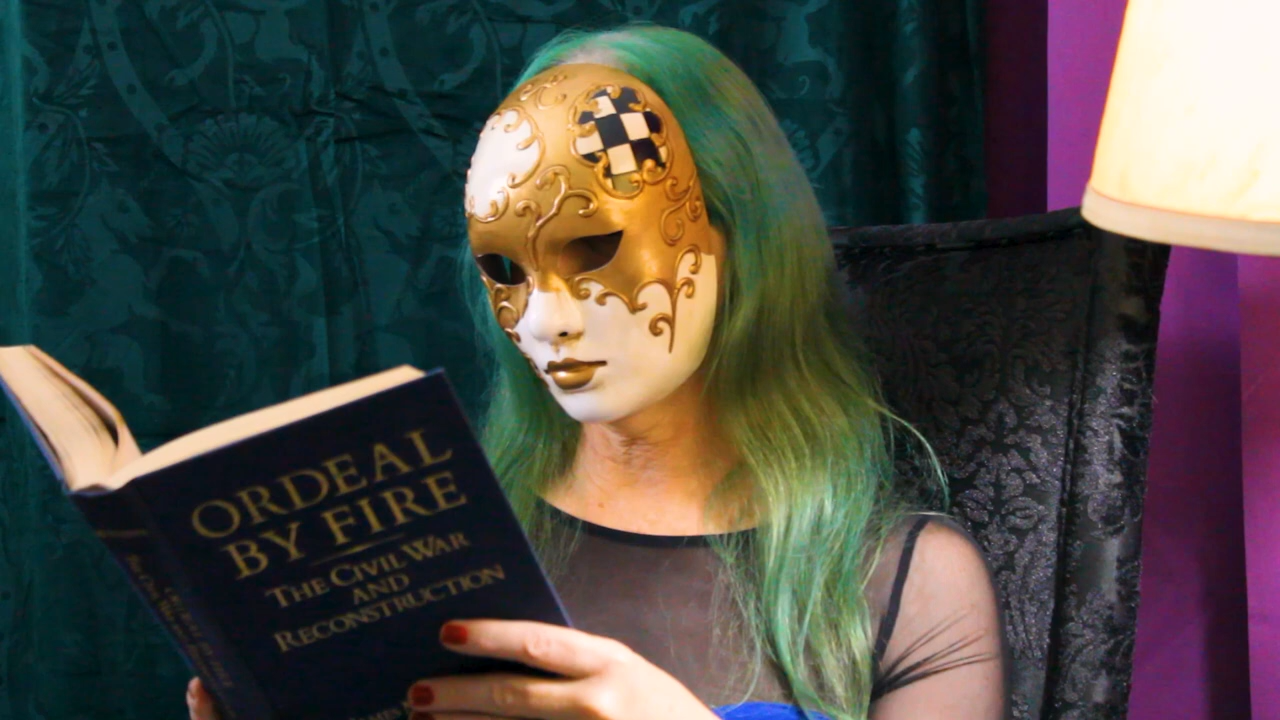 ORDEAL
BY FIRE
THE CIVIL WAR
AND
RECONSTRUCTION